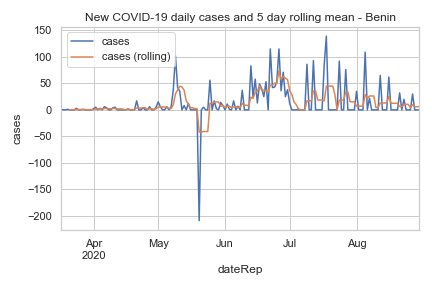 New COVID-19 daily cases and 5 day rolling mean - Benin
cases
cases (rolling)
150
100
50
0
−50
−100
−150
−200
cases
Apr
2020
May
Jun
Jul
Aug
dateRep